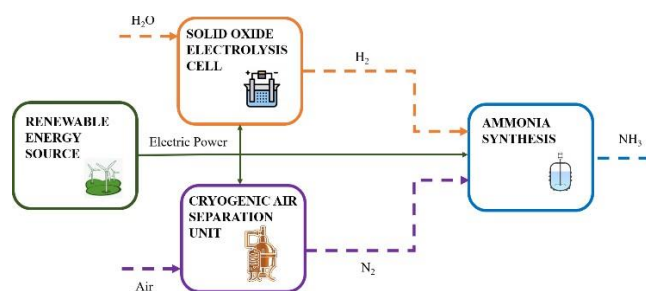 H₂O
SOLID OXIDE
ELECTROLYSIS
CELL
H₂
RENEWABLE
ENERGY
SOURCE
Electric Power
AMMONIA
SYNTHESIS
NH₃
CRYOGENIC AIR
SEPARATION
UNIT
N₂
Air